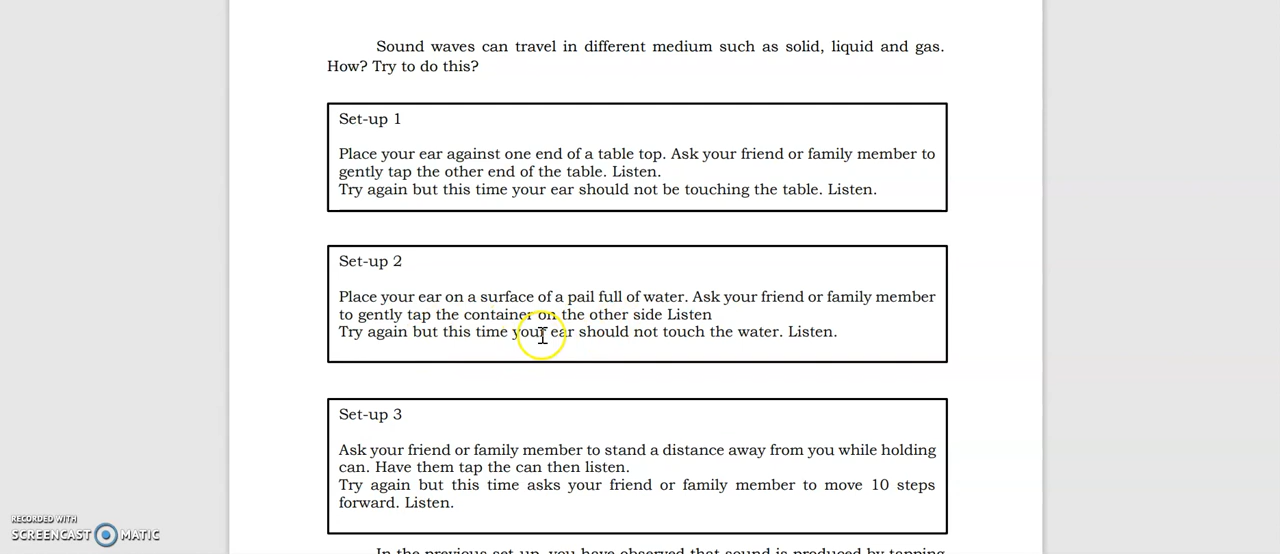 Sound waves can travel in different medium such as solid, liquid and gas.
How? Try to do this?
Set-up 1
Place your ear against one end of a table top. Ask your friend or family member to
gently tap the other end of the table. Listen.
Try again but this time your ear should not be touching the table. Listen.
Set-up 2
Place your ear on a surface of a pail full of water. Ask your friend or family member
to gently tap the container on the other side Listen
Try again but this time your ear should not touch the water. Listen.
Set-up 3
Ask your friend or family member to stand a distance away from you while holding
can. Have them tap the can then listen.
Try again but this time asks your friend or family member to move 10 steps
forward. Listen.
In the previous set-up, you have observed that sound is produced by tapping
RECORDED WITH
SCREENCAST MATIC